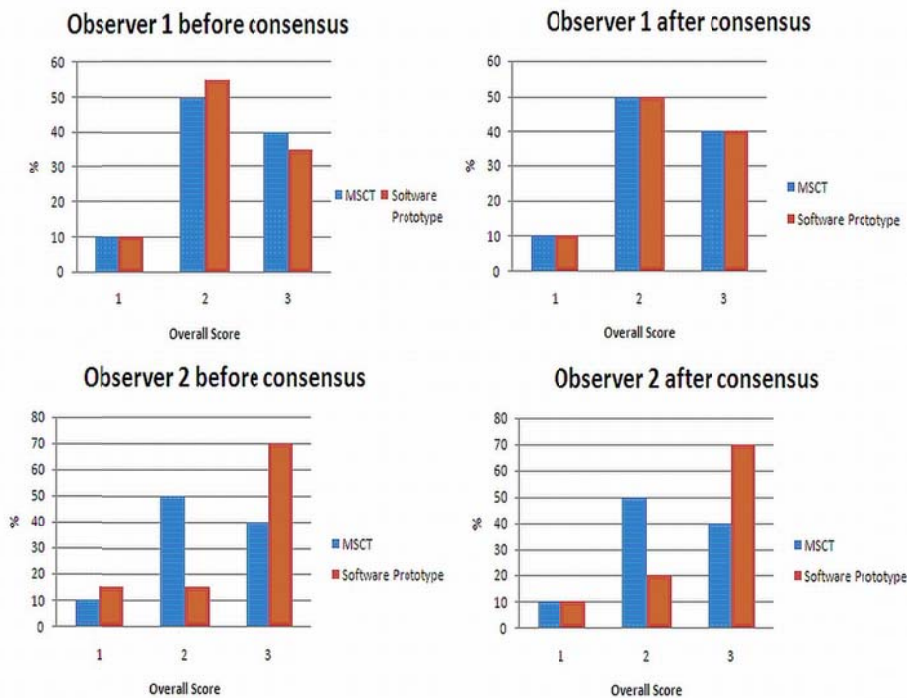 Observer 1 before consensus
60
50
40
30
20
10
0
%
1 2 3
Overall Score
MSCT Software Prototype
Observer 1 after consensus
60
50
40
30
20
10
0
%
1 2 3
Overall Score
MSCT
Software Prototype
Observer 2 before consensus
80
70
60
50
40
30
20
10
0
%
1 2 3
Overall Score
MSCT
Software Prototype
Observer 2 after consensus
80
70
60
50
40
30
20
10
0
%
1 2 3
Overall Score
MSCT
Software Prototype